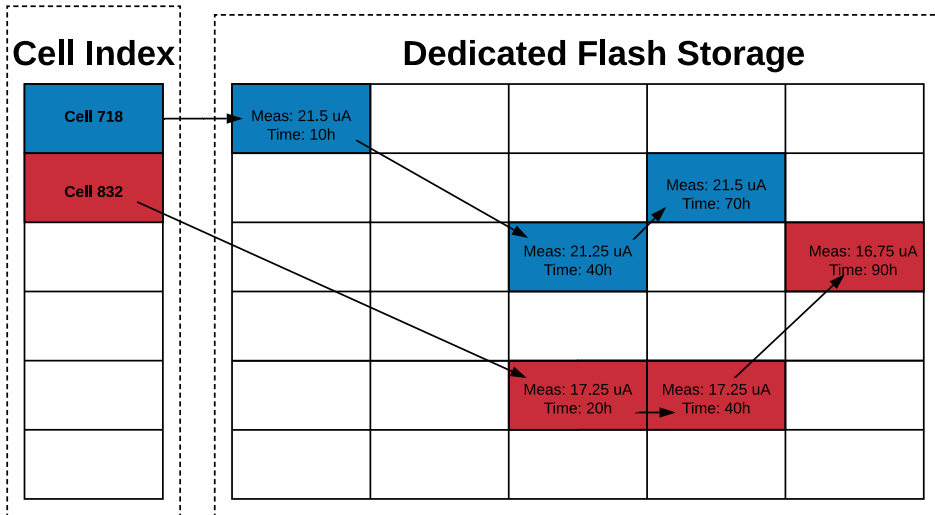 Cell Index
Dedicated Flash Storage
Cell 718
Meas: 21.5 uA
Time: 10h
Cell 832
Meas: 21.5 uA
Time: 70h
Meas: 21.25 uA
Time: 40h
Meas: 16.75 uA
Time: 90h
Meas: 17.25 uA
Time: 20h
Meas: 17.25 uA
Time: 40h